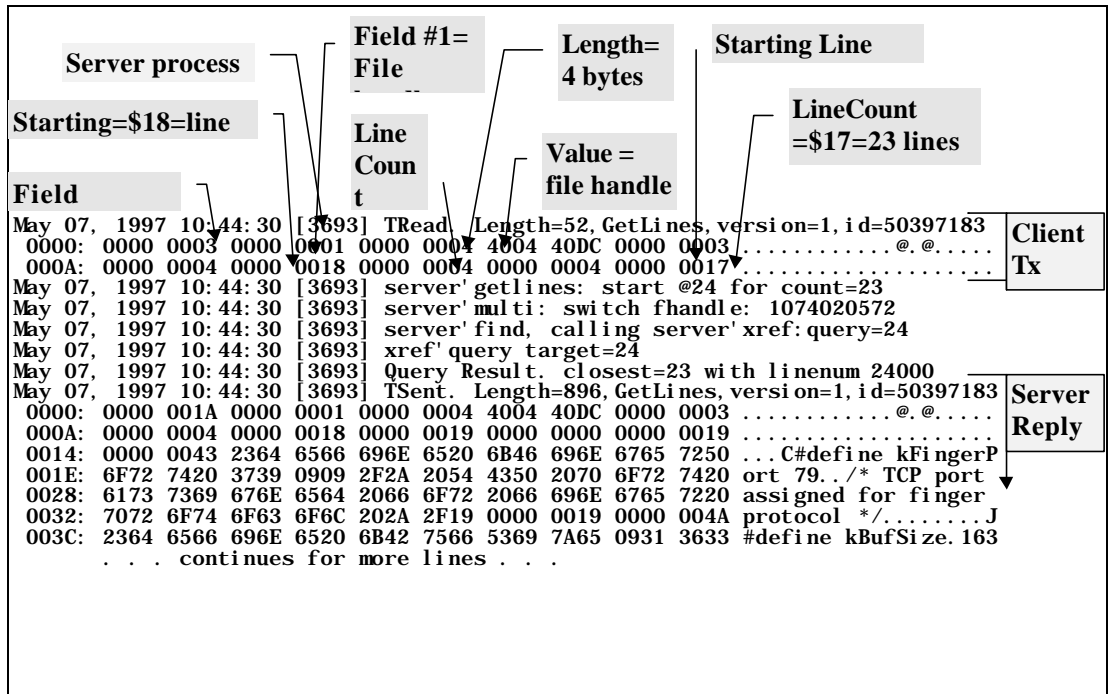 Server process
Field #1=
File
Length=
4 bytes
Starting Line
Starting=$18=line
Line
Coun
t
Value =
file handle
LineCount
=$17=23 lines
Field
May 07, 1997 10:44:30 [3693] TRead. Length=52,GetLines,version=1,id=50397183
0000: 0000 0003 0000 0001 0000 0004 4004 40DC 0000 0003 ............@.@.....
000A: 0000 0004 0000 0018 0000 0004 0000 0004 0000 0017 ....................
Client
Tx
May 07, 1997 10:44:30 [3693] server'getlines: start @24 for count=23
May 07, 1997 10:44:30 [3693] server'multi: switch fhandle: 1074020572
May 07, 1997 10:44:30 [3693] server'find, calling server'xref:query=24
May 07, 1997 10:44:30 [3693] xref'query target=24
May 07, 1997 10:44:30 [3693] Query Result. closest=23 with linenum 24000
May 07, 1997 10:44:30 [3693] TSent. Length=896,GetLines,version=1,id=50397183
0000: 0000 001A 0000 0001 0000 0004 4004 40DC 0000 0003 ............@.@.....
000A: 0000 0004 0000 0018 0000 0019 0000 0000 0000 0019 ....................
Server
Reply
0014: 0000 0043 2364 6566 696E 6520 6B46 696E 6765 7250 ...C#define kFingerP
001E: 6F72 7420 3739 0909 2F2A 2054 4350 2070 6F72 7420 ort 79../* TCP port
0028: 6173 7369 676E 6564 2066 6F72 2066 696E 6765 7220 assigned for finger
0032: 7072 6F74 6F63 6F6C 202A 2F19 0000 0019 0000 004A protocol */........J
003C: 2364 6566 696E 6520 6B42 7566 5369 7A65 0931 3633 #define kBufSize.163
. . . continues for more lines . . .